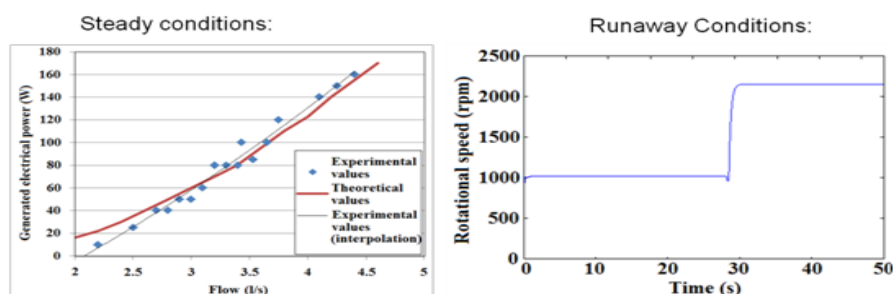 Steady conditions:
Runaway Conditions:
Generated electrical power (W)
180
160
140
120
100
80
60
40
20
0
2
2.5
3
3.5
4
4.5
5
Flow (l/s)
Experimental
values
Theoretical
values
Experimental
values
(interpolation)
Rotational speed (rpm)
2500
2000
1500
1000
500
0
0
10
20
30
40
50
Time (s)